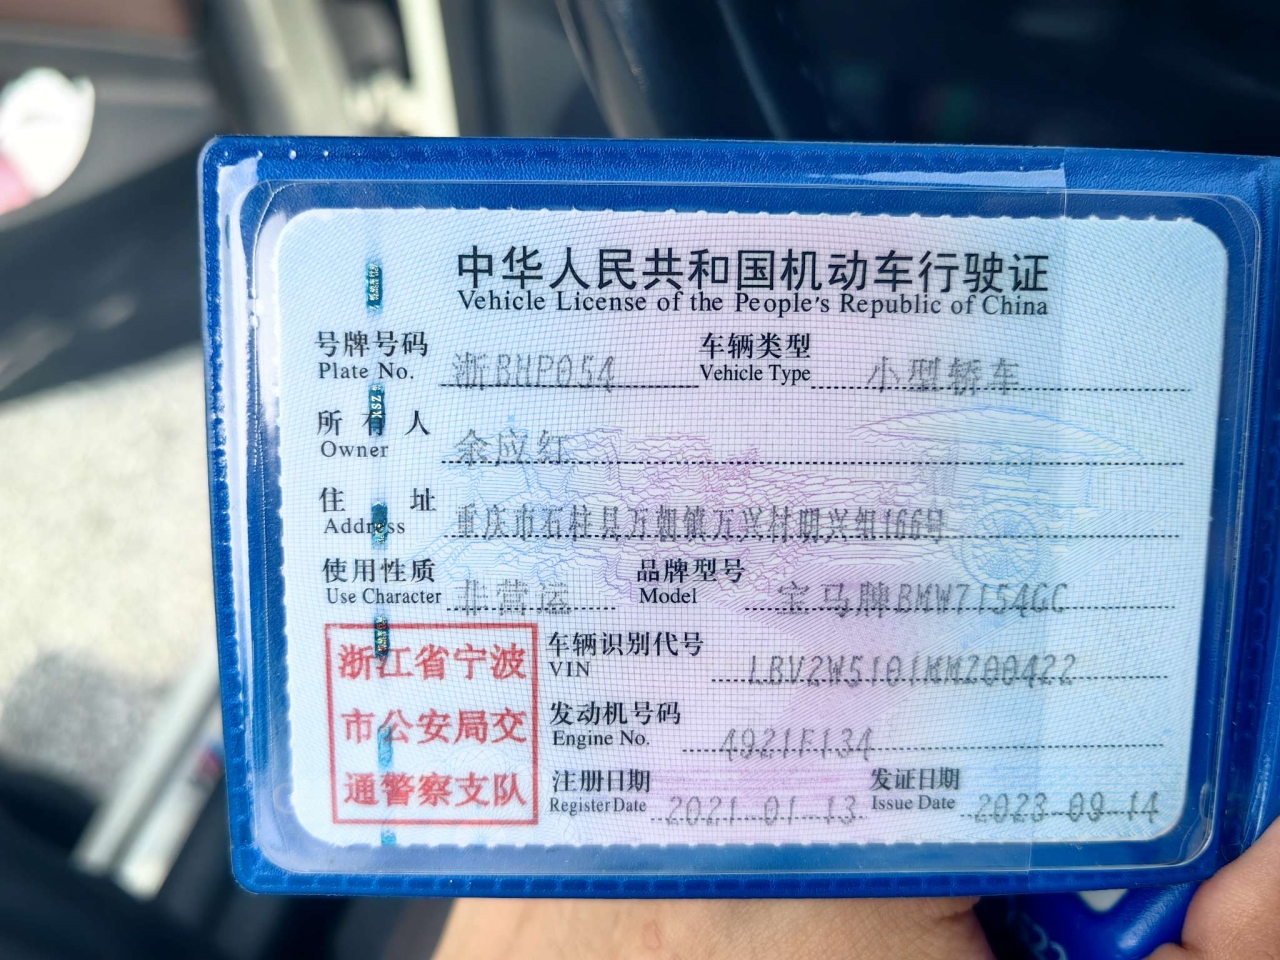 中华人民共和国机动车行驶证
Vehicle License of the People's Republic of China
号牌号码 浙BHP054 车辆类型 小型轿车
Plate No. Vehicle Type
所有人 余应红
Owner
住址 重庆市石柱县万朝镇万兴村明兴组166号
Address
使用性质 非营运 品牌型号 宝马牌BMW7154GC
Use Character Model
浙江省宁波
市公安局交
通警察支队
车辆识别代号 LBV2W5101MMZ00422
VIN
发动机号码 4921F134
Engine No.
注册日期 2021-01-13 发证日期 2023-09-14
Register Date Issue Date
XSZ